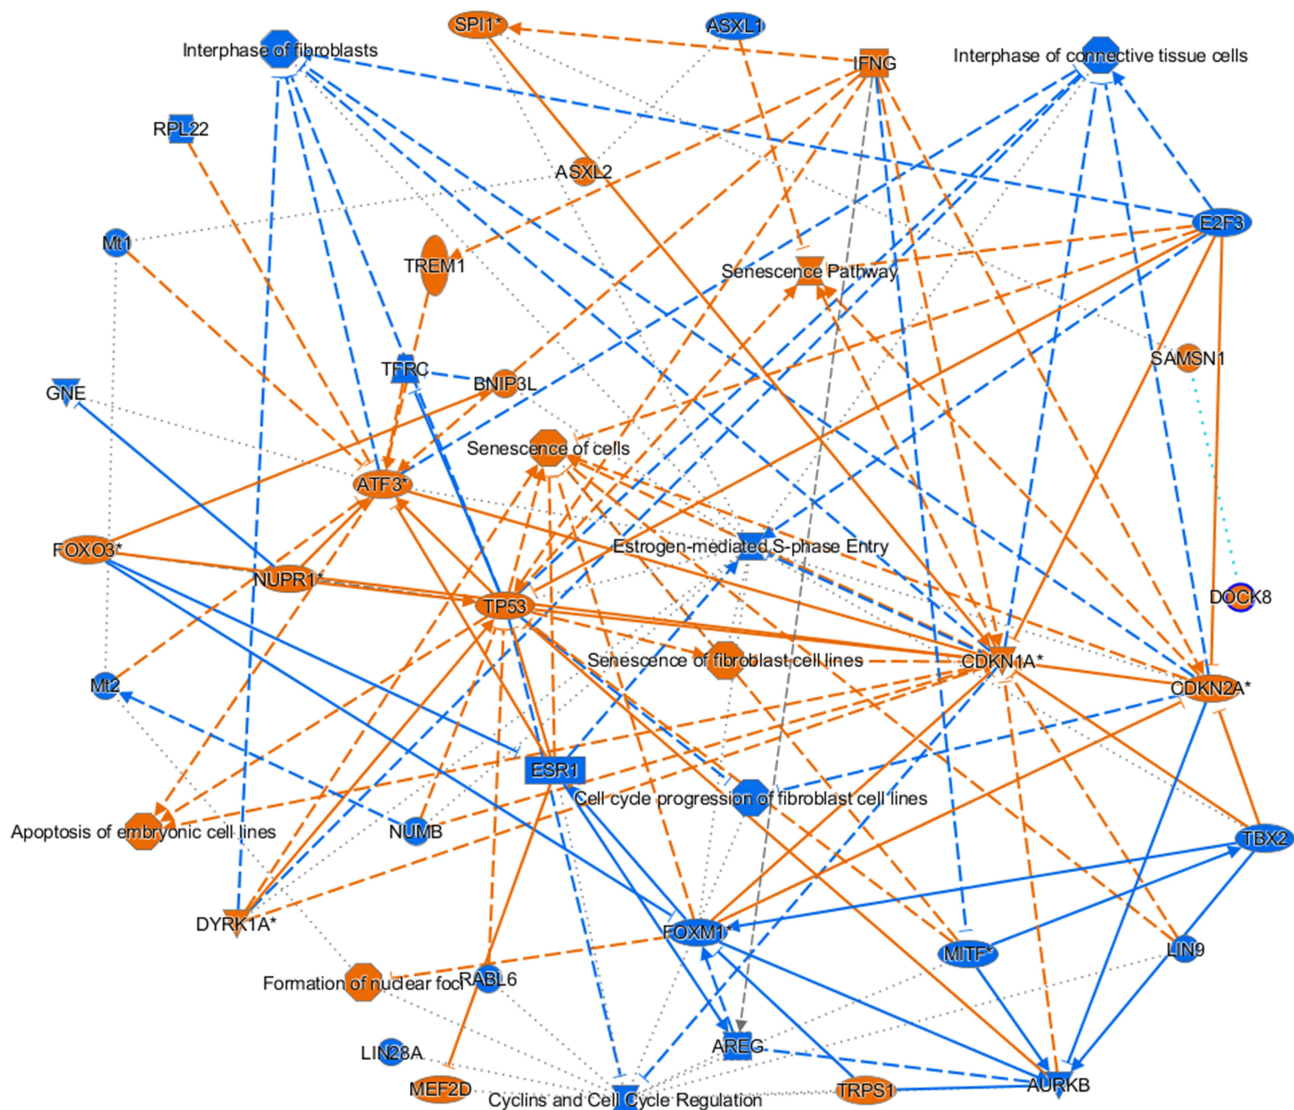 SPI1*
ASXL1
Interphase of fibroblasts
IFNG
Interphase of connective tissue cells
RPL22
ASXL2
E2F3
Mt1
TREM1
Senescence Pathway
SAMSN1
TFRC
BNIP3L
GNE
Senescence of cells
ATF3*
FOXO3*
Estrogen-mediated S-phase Entry
NUPR1*
TP53
DOCK8
Senescence of fibroblast cell lines
CDKN1A*
Mt2
CDKN2A*
ESR1
Cell cycle progression of fibroblast cell lines
Apoptosis of embryonic cell lines
NUMB
TBX2
DYRK1A*
FOXM1*
MITF*
LIN9
Formation of nuclear foci
RABL6
LIN28A
AREG
MEF2D
TRPS1
AURKB
Cyclins and Cell Cycle Regulation